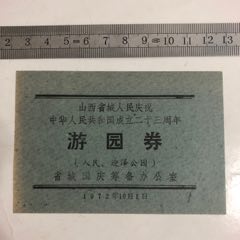 2 3 4 5 6 7 8 9 10 11 12 13
山西省城人民庆祝
中华人民共和国成立二十三周年
游园券
(人民、迎泽公园)
省城国庆筹备办公室
1972年10月1日